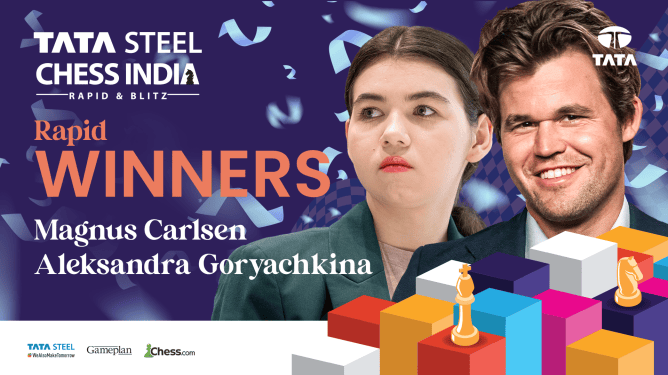 TATA STEEL
CHESS INDIA
RAPID & BLITZ
TATA
Rapid
WINNERS
Magnus Carlsen
Aleksandra Goryachkina
TATA STEEL
#WeAlsoMakeTomorrow
Gameplan
Chess.com